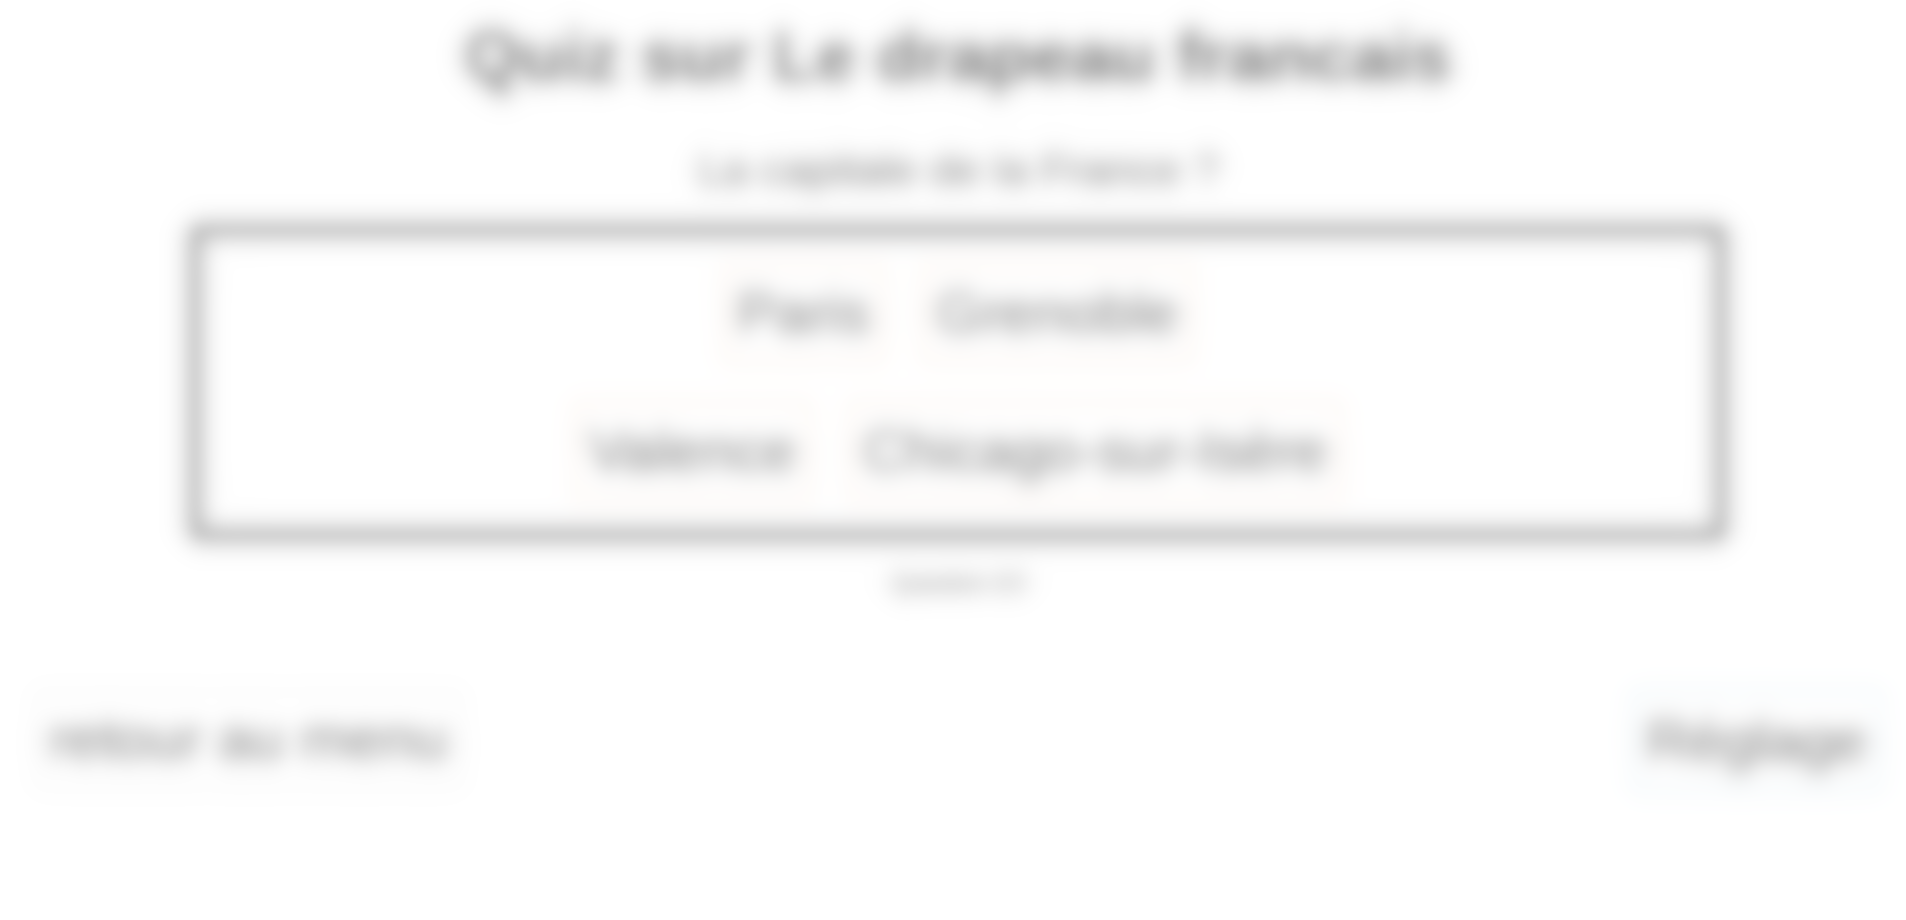 Quiz sur Le drapeau francais
La capitale de la France ?
Paris Grenoble
Valence Chicago-sur-Isère
retour au menu Réglage